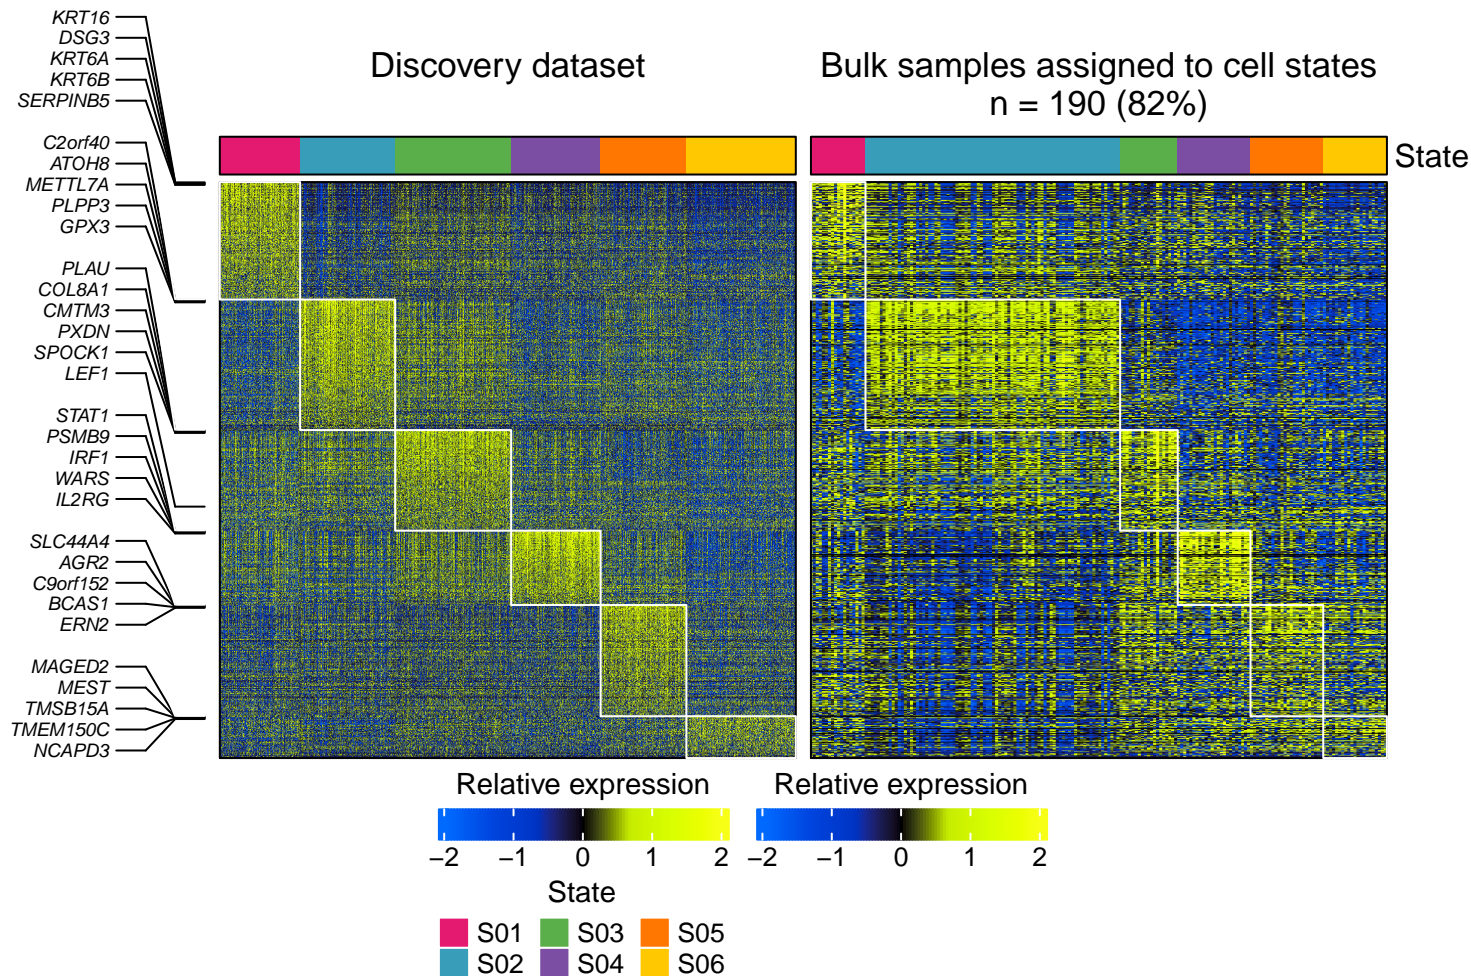 KRT16
DSG3
KRT6A
KRT6B
SERPINB5
C2orf40
ATOH8
METTL7A
PLPP3
GPX3
PLAU
COL8A1
CMTM3
PXDN
SPOCK1
LEF1
STAT1
PSMB9
IRF1
WARS
IL2RG
SLC44A4
AGR2
C9orf152
BCAS1
ERN2
MAGED2
MEST
TMSB15A
TMEM150C
NCAPD3
Discovery dataset
Bulk samples assigned to cell states
n = 190 (82%)
State
Relative expression
−2 −1 0 1 2
Relative expression
−2 −1 0 1 2
State
S01 S03 S05
S02 S04 S06